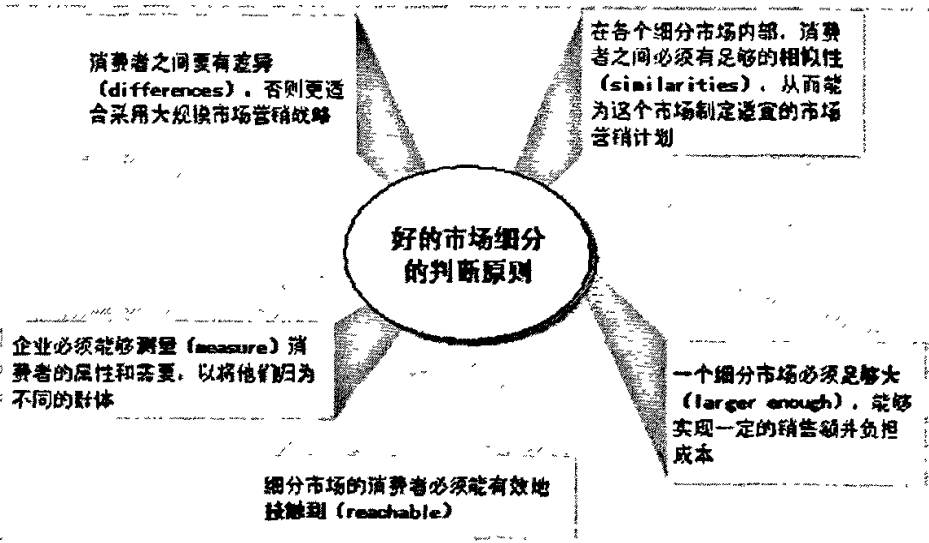 消费者之间要有差异
（differences），否则更适
合采用大规模市场营销战略
在各个细分市场内部，消费
者之间必须有足够的相似性
（similarities），从而能
为这个市场制定适宜的市场
营销计划
好的市场细分
的判断原则
企业必须能够测量（measure）消
费者的属性和需要，以将他们归为
不同的群体
一个细分市场必须足够大
（larger enough），能够
实现一定的销售额并负担
成本
细分市场的消费者必须能有效地
接触到（reachable）